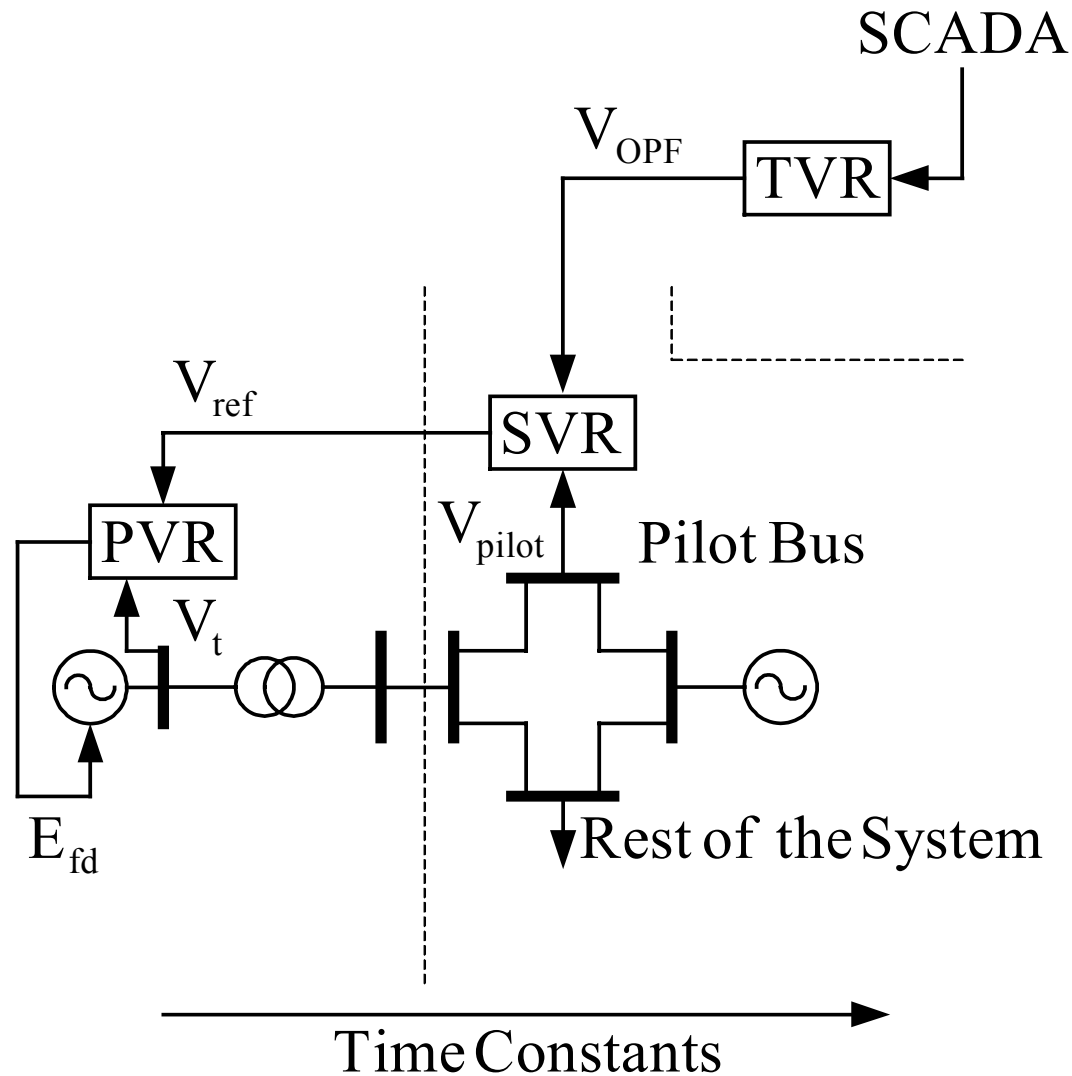 SCADA
V_OPF
TVR
V_ref
SVR
PVR
V_pilot
Pilot Bus
V_t
E_fd
Rest of the System
Time Constants